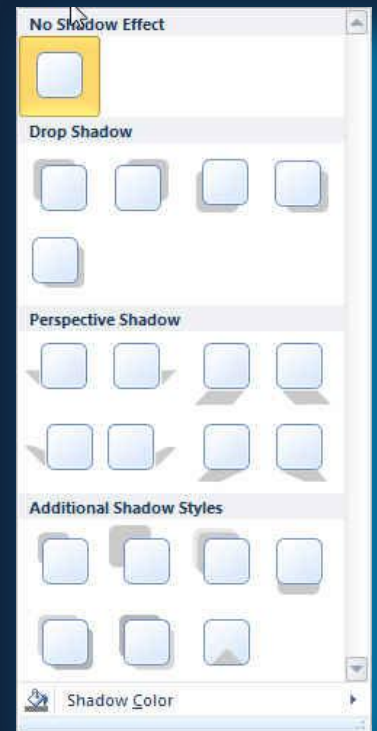 No Shadow Effect
Drop Shadow
Perspective Shadow
Additional Shadow Styles
Shadow Color